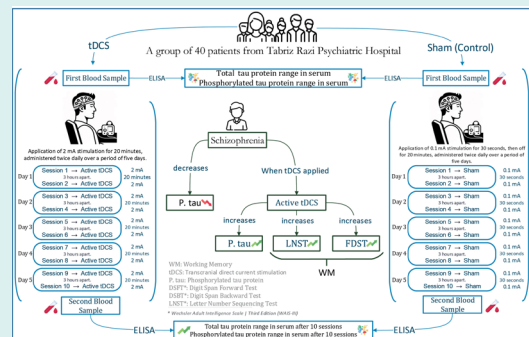 tDCS
A group of 40 patients from Tabriz Razi Psychiatric Hospital
Sham (Control)
First Blood Sample
ELISA
Total tau protein range in serum
Phosphorylated tau protein range in serum
ELISA
First Blood Sample
Application of 2 mA stimulation for 20 minutes,
administered twice daily over a period of five days.
Day 1
Session 1 → Active tDCS
3 hours apart.
Session 2 → Active tDCS
2 mA
20 minutes
2 mA
Day 2
Session 3 → Active tDCS
3 hours apart.
Session 4 → Active tDCS
2 mA
20 minutes
2 mA
Day 3
Session 5 → Active tDCS
3 hours apart.
Session 6 → Active tDCS
2 mA
20 minutes
2 mA
Day 4
Session 7 → Active tDCS
3 hours apart.
Session 8 → Active tDCS
2 mA
20 minutes
2 mA
Day 5
Session 9 → Active tDCS
3 hours apart.
Session 10 → Active tDCS
2 mA
20 minutes
2 mA
Second Blood
Sample
ELISA
Schizophrenia
decreases
When tDCS applied
P. tau
Active tDCS
increases
increases
increases
P. tau
LNST
FDST
WM
WM: Working Memory
tDCS: Transcranial direct current stimulation
P. tau: Phosphorylated tau protein
DSFT*: Digit Span Forward Test
DSBT*: Digit Span Backward Test
LNST*: Letter Number Sequencing Test
* Wechsler Adult Intelligence Scale | Third Edition (WAIS-III)
Application of 0.1 mA stimulation for 30 seconds, then off
for 20 minutes, administered twice daily over a period of
five days.
Day 1
Session 1 → Sham
3 hours apart.
Session 2 → Sham
0.1 mA
30 seconds
0.1 mA
Day 2
Session 3 → Sham
3 hours apart.
Session 4 → Sham
0.1 mA
30 seconds
0.1 mA
Day 3
Session 5 → Sham
3 hours apart.
Session 6 → Sham
0.1 mA
30 seconds
0.1 mA
Day 4
Session 7 → Sham
3 hours apart.
Session 8 → Sham
0.1 mA
30 seconds
0.1 mA
Day 5
Session 9 → Sham
3 hours apart.
Session 10 → Sham
0.1 mA
30 seconds
0.1 mA
Second Blood
Sample
ELISA
Total tau protein range in serum after 10 sessions
Phosphorylated tau protein range in serum after 10 sessions